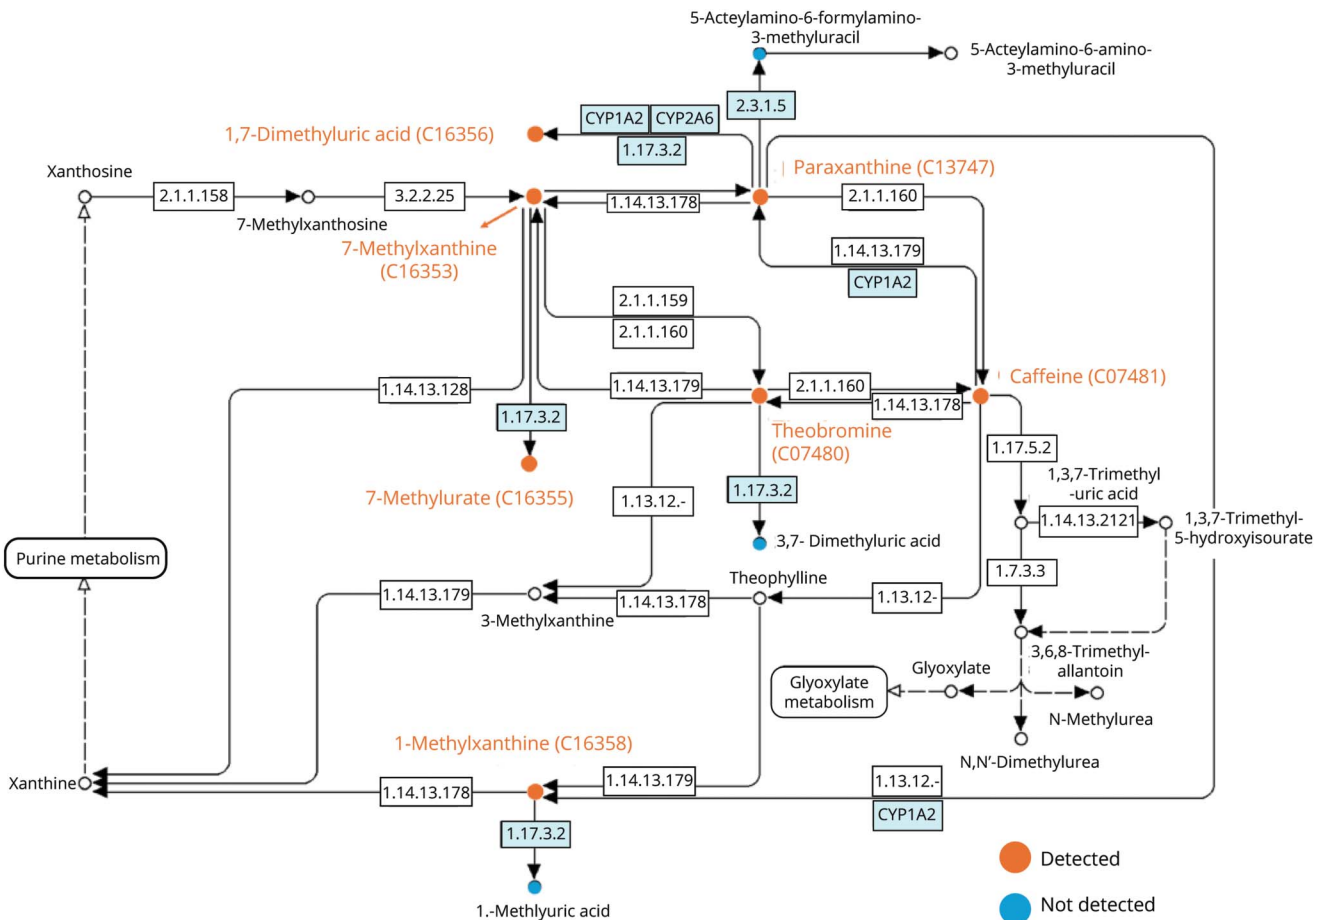 5-Acteylamino-6-formylamino-
3-methyluracil
5-Acteylamino-6-amino-
3-methyluracil
2.3.1.5
CYP1A2
CYP2A6
1,7-Dimethyluric acid (C16356)
1.17.3.2
Paraxanthine (C13747)
Xanthosine
2.1.1.158
3.2.2.25
1.14.13.178
2.1.1.160
7-Methylxanthosine
7-Methylxanthine
(C16353)
1.14.13.179
CYP1A2
2.1.1.159
2.1.1.160
1.14.13.128
1.14.13.179
2.1.1.160
1.14.13.178
Caffeine (C07481)
1.17.3.2
Theobromine
(C07480)
1.17.5.2
7-Methylurate (C16355)
1.13.12.-
1.17.3.2
1,3,7-Trimethyl
-uric acid
1.14.13.2121
1,3,7-Trimethyl-
5-hydroxyisourate
3,7- Dimethyluric acid
Purine metabolism
1.7.3.3
Theophylline
1.14.13.179
3-Methylxanthine
1.14.13.178
1.13.12-
3,6,8-Trimethyl-
allantoin
Glyoxylate
Glyoxylate
metabolism
N-Methylurea
N,N'-Dimethylurea
1-Methylxanthine (C16358)
Xanthine
1.14.13.178
1.14.13.179
1.13.12.-
CYP1A2
1.17.3.2
1.-Methlyuric acid
Detected
Not detected